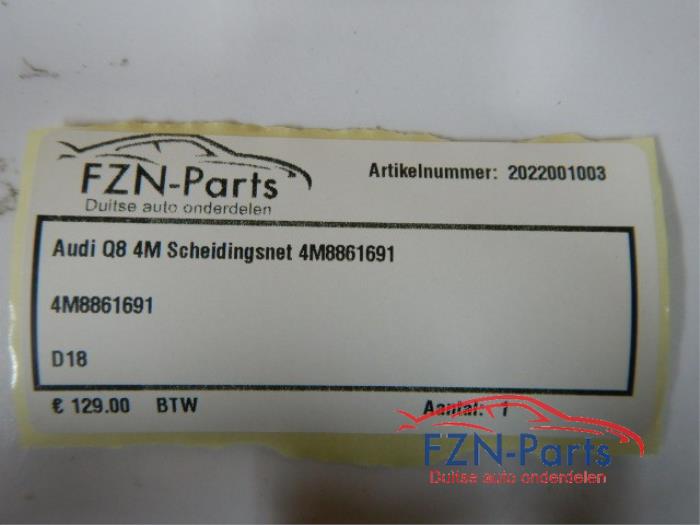 FZN-Parts
Duitse auto onderdelen
Artikelnummer: 2022001003
Audi Q8 4M Scheidingsnet 4M8861691
4M8861691
D18
€ 129.00 BTW
Aantal: 1
FZN-Parts
Duitse auto onderdelen